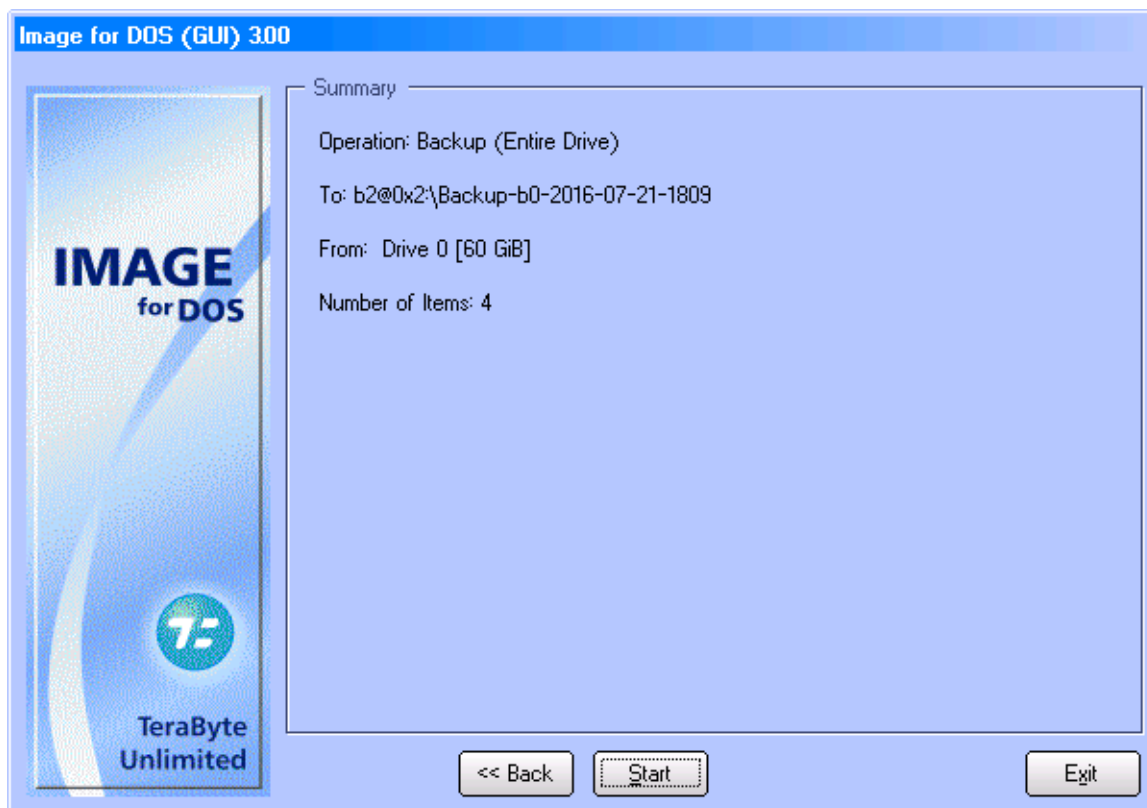 Image for DOS (GUI) 3.00
IMAGE
for DOS
TeraByte
Unlimited
Summary
Operation: Backup (Entire Drive)
To: b2@0x2:\Backup-b0-2016-07-21-1809
From: Drive 0 [60 GiB]
Number of Items: 4
<< Back
Start
Exit